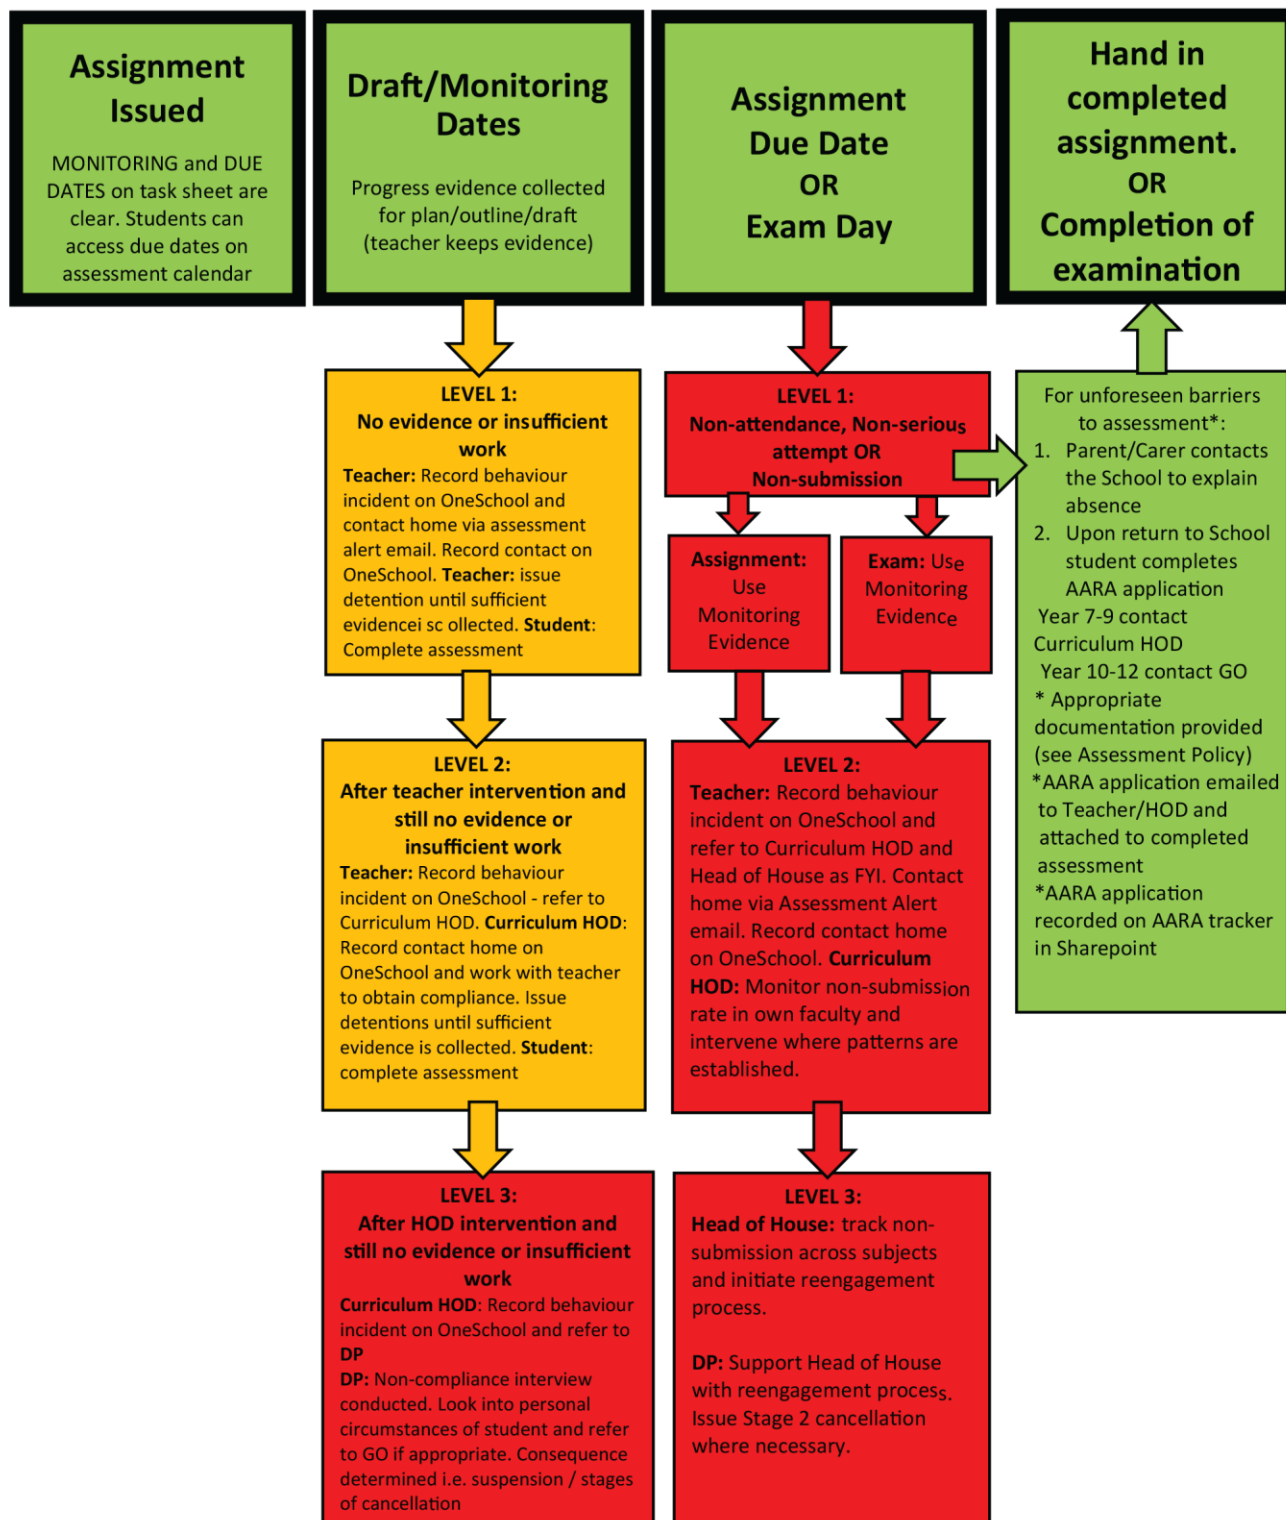 Assignment
Issued
MONITORING and DUE
DATES on task sheet are
clear. Students can
access due dates on
assessment calendar
Draft/Monitoring
Dates
Progress evidence collected
for plan/outline/draft
(teacher keeps evidence)
Assignment
Due Date
OR
Exam Day
Hand in
completed
assignment.
OR
Completion of
examination
LEVEL 1:
No evidence or insufficient
work
Teacher: Record behaviour
incident on OneSchool and
contact home via assessment
alert email. Record contact on
OneSchool. Teacher: issue
detention until sufficient
evidencei sc ollected. Student:
Complete assessment
LEVEL 2:
After teacher intervention and
still no evidence or
insufficient work
Teacher: Record behaviour
incident on OneSchool - refer to
Curriculum HOD. Curriculum HOD:
Record contact home on
OneSchool and work with teacher
to obtain compliance. Issue
detentions until sufficient
evidence is collected. Student:
complete assessment
LEVEL 3:
After HOD intervention and
still no evidence or insufficient
work
Curriculum HOD: Record behaviour
incident on OneSchool and refer to
DP
DP: Non-compliance interview
conducted. Look into personal
circumstances of student and refer
to GO if appropriate. Consequence
determined i.e. suspension / stages
of cancellation
LEVEL 1:
Non-attendance, Non-serious
attempt OR
Non-submission
Assignment:
Use
Monitoring
Evidence
Exam: Use
Monitoring
Evidence
LEVEL 2:
Teacher: Record behaviour
incident on OneSchool and
refer to Curriculum HOD and
Head of House as FYI. Contact
home via Assessment Alert
email. Record contact home
on OneSchool. Curriculum
HOD: Monitor non-submission
rate in own faculty and
intervene where patterns are
established.
LEVEL 3:
Head of House: track non-
submission across subjects
and initiate reengagement
process.
DP: Support Head of House
with reengagement process.
Issue Stage 2 cancellation
where necessary.
For unforeseen barriers
to assessment*:
1. Parent/Carer contacts
the School to explain
absence
2. Upon return to School
student completes
AARA application
Year 7-9 contact
Curriculum HOD
Year 10-12 contact GO
* Appropriate
documentation provided
(see Assessment Policy)
*AARA application emailed
to Teacher/HOD and
attached to completed
assessment
*AARA application
recorded on AARA tracker
in Sharepoint